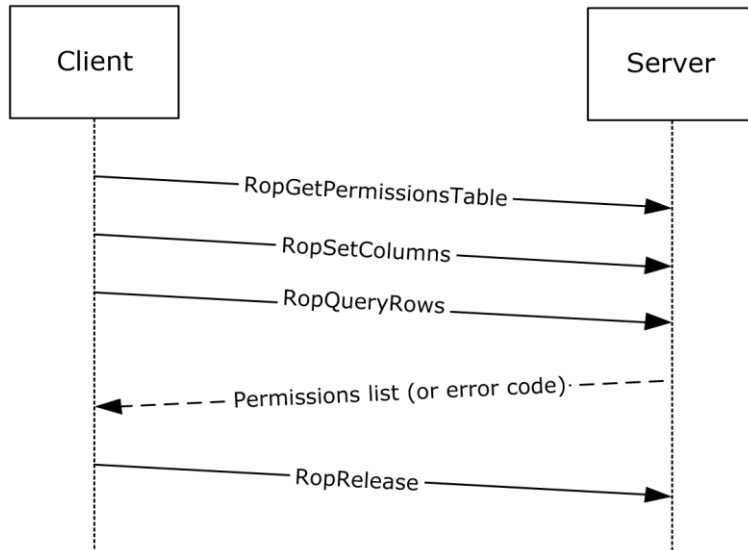 Client
Server
RopGetPermissionsTable
RopSetColumns
RopQueryRows
Permissions list (or error code)
RopRelease